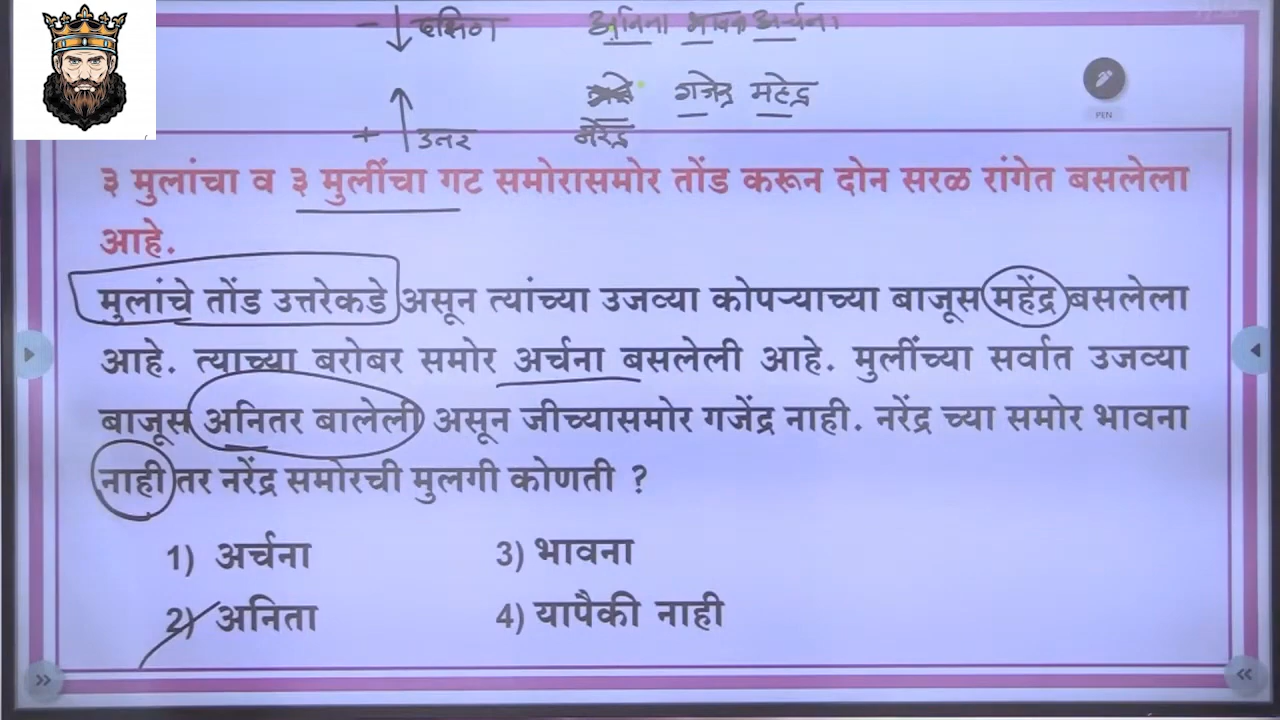 - दक्षिण अनिता भावना अर्चना
गजेंद्र महेंद्र
PEN
+ उत्तर नरेंद्र
३ मुलांचा व ३ मुलींचा गट समोरासमोर तोंड करून दोन सरळ रांगेत बसलेला
आहे.
मुलांचे तोंड उत्तरेकडे असून त्यांच्या उजव्या कोपऱ्याच्या बाजूस महेंद्र बसलेला
आहे. त्याच्या बरोबर समोर अर्चना बसलेली आहे. मुलींच्या सर्वात उजव्या
बाजूस अनितर बालेली असून जीच्यासमोर गजेंद्र नाही. नरेंद्र च्या समोर भावना
नाही तर नरेंद्र समोरची मुलगी कोणती ?
1) अर्चना 3) भावना
2) अनिता 4) यापैकी नाही